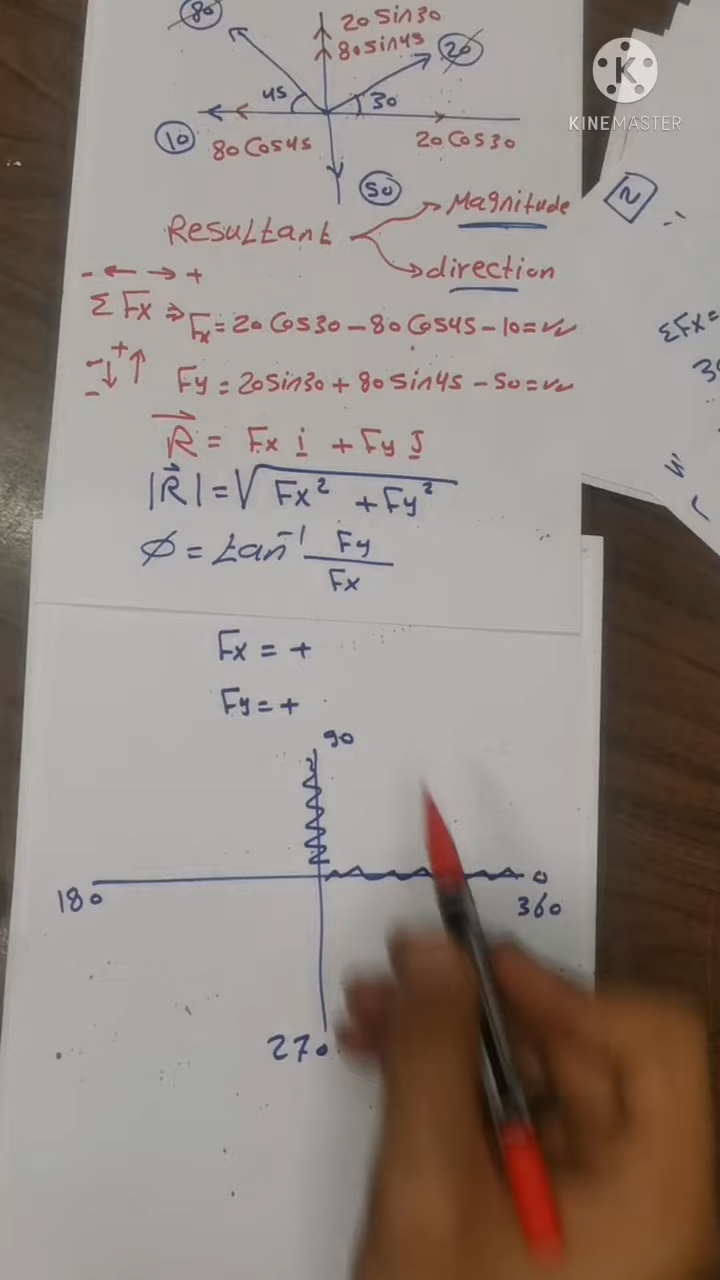 80
20 sin30
80 sin45
20
45
30
10
80 Cos45
20 Cos30
50
KINEMASTER
2
Resultant
Magnitude
direction
- ← → +
Σ Fx ⇒ Fx = 20 Cos30 - 80 Cos45 - 10 = ✓✓
- ↓ + ↑ Fy = 20 sin30 + 80 sin45 - 50 = ✓✓
R = Fx i + Fy J
|R| = √Fx² + Fy²
Ø = tan⁻¹ Fy
Fx
ΣFx =
Fx = +
Fy = +
90
180
0
360
270